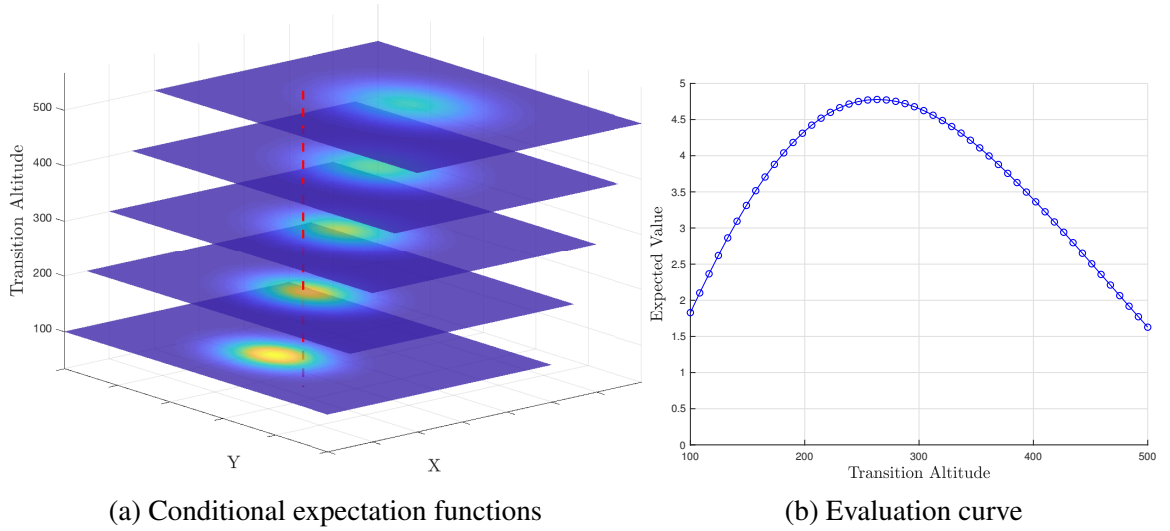 500
400
300
200
100
Transition Altitude
Y
X
5
4.5
4
3.5
3
2.5
2
1.5
1
0.5
0
Expected Value
100 200 300 400 500
Transition Altitude
(a) Conditional expectation functions
(b) Evaluation curve